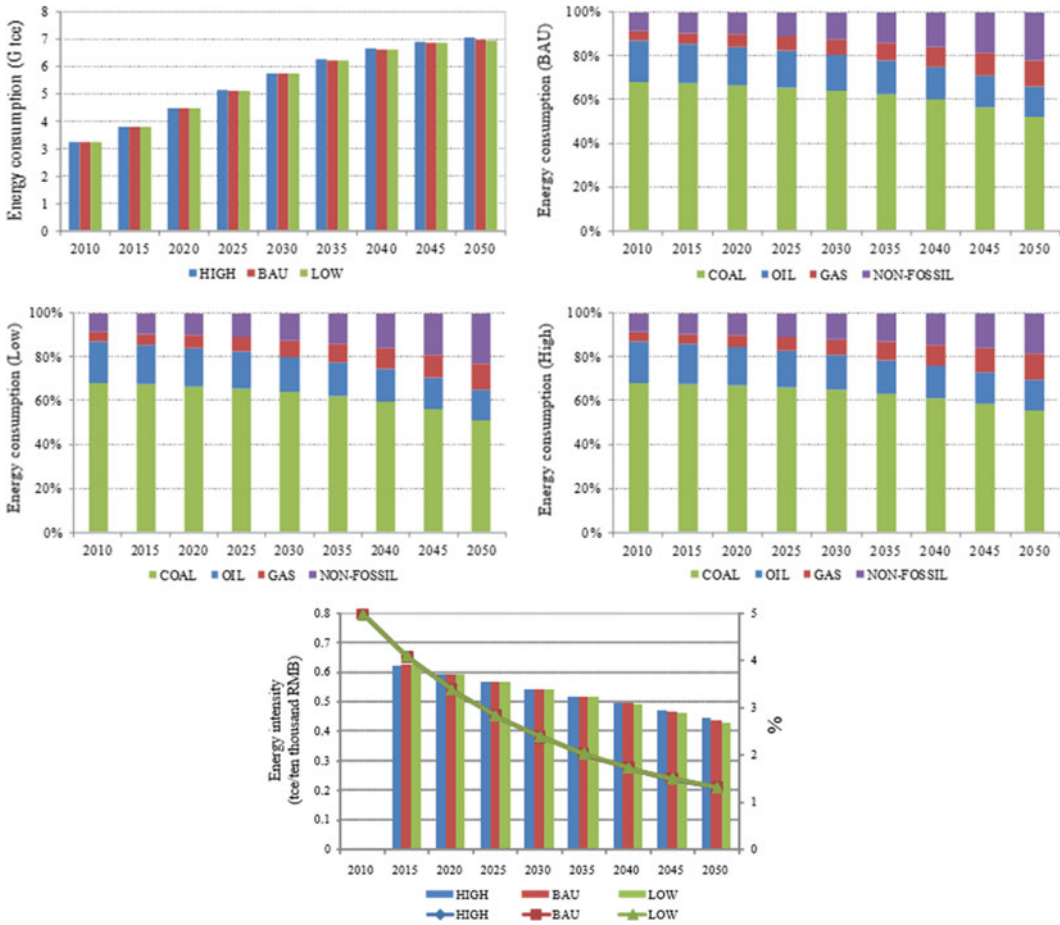 Energy consumption (G tce)
8
7
6
5
4
3
2
1
0
2010 2015 2020 2025 2030 2035 2040 2045 2050
HIGH BAU LOW
Energy consumption (BAU)
100%
80%
60%
40%
20%
0%
2010 2015 2020 2025 2030 2035 2040 2045 2050
COAL OIL GAS NON-FOSSIL
Energy consumption (Low)
100%
80%
60%
40%
20%
0%
2010 2015 2020 2025 2030 2035 2040 2045 2050
COAL OIL GAS NON-FOSSIL
Energy consumption (High)
100%
80%
60%
40%
20%
0%
2010 2015 2020 2025 2030 2035 2040 2045 2050
COAL OIL GAS NON-FOSSIL
Energy intensity
(tce/ten thousand RMB)
0.8
0.7
0.6
0.5
0.4
0.3
0.2
0.1
0
5
4
3
2
1
0
%
2010 2015 2020 2025 2030 2035 2040 2045 2050
HIGH BAU LOW
HIGH BAU LOW